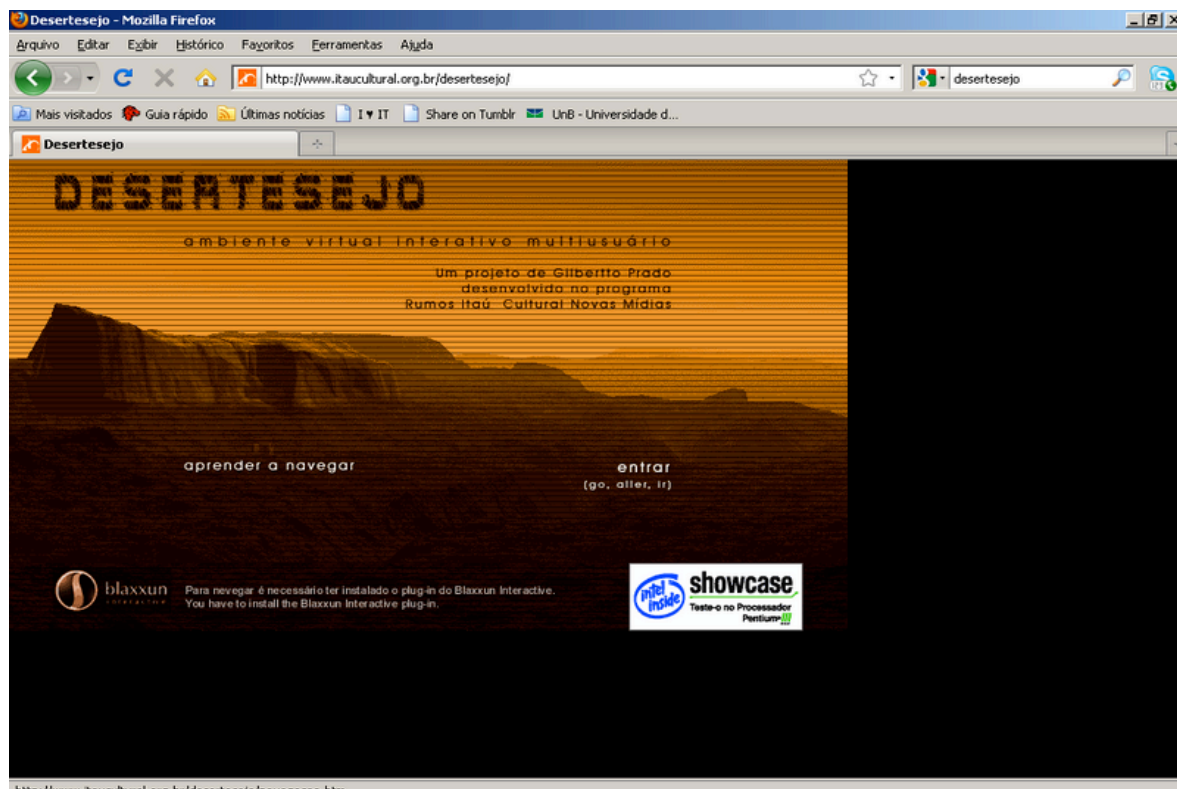 Desertesejo - Mozilla Firefox
Arquivo Editar Exibir Histórico Favoritos Ferramentas Ajuda
http://www.itaucultural.org.br/desertesejo/ desertesejo
Mais visitados Guia rápido Últimas notícias I ♥ IT Share on Tumblr UnB - Universidade d...
Desertesejo
DESERTESEJO
ambiente virtual interativo multiusuário
Um projeto de Gilbertto Prado
desenvolvido no programa
Rumos Itaú Cultural Novas Mídias
aprender a navegar
entrar
(go, aller, ir)
blaxxun
interactive
Para nevegar é necessário ter instalado o plug-in do Blaxxun Interactive.
You have to install the Blaxxun Interactive plug-in.
intel inside
showcase
Teste-o no Processador
Pentium III